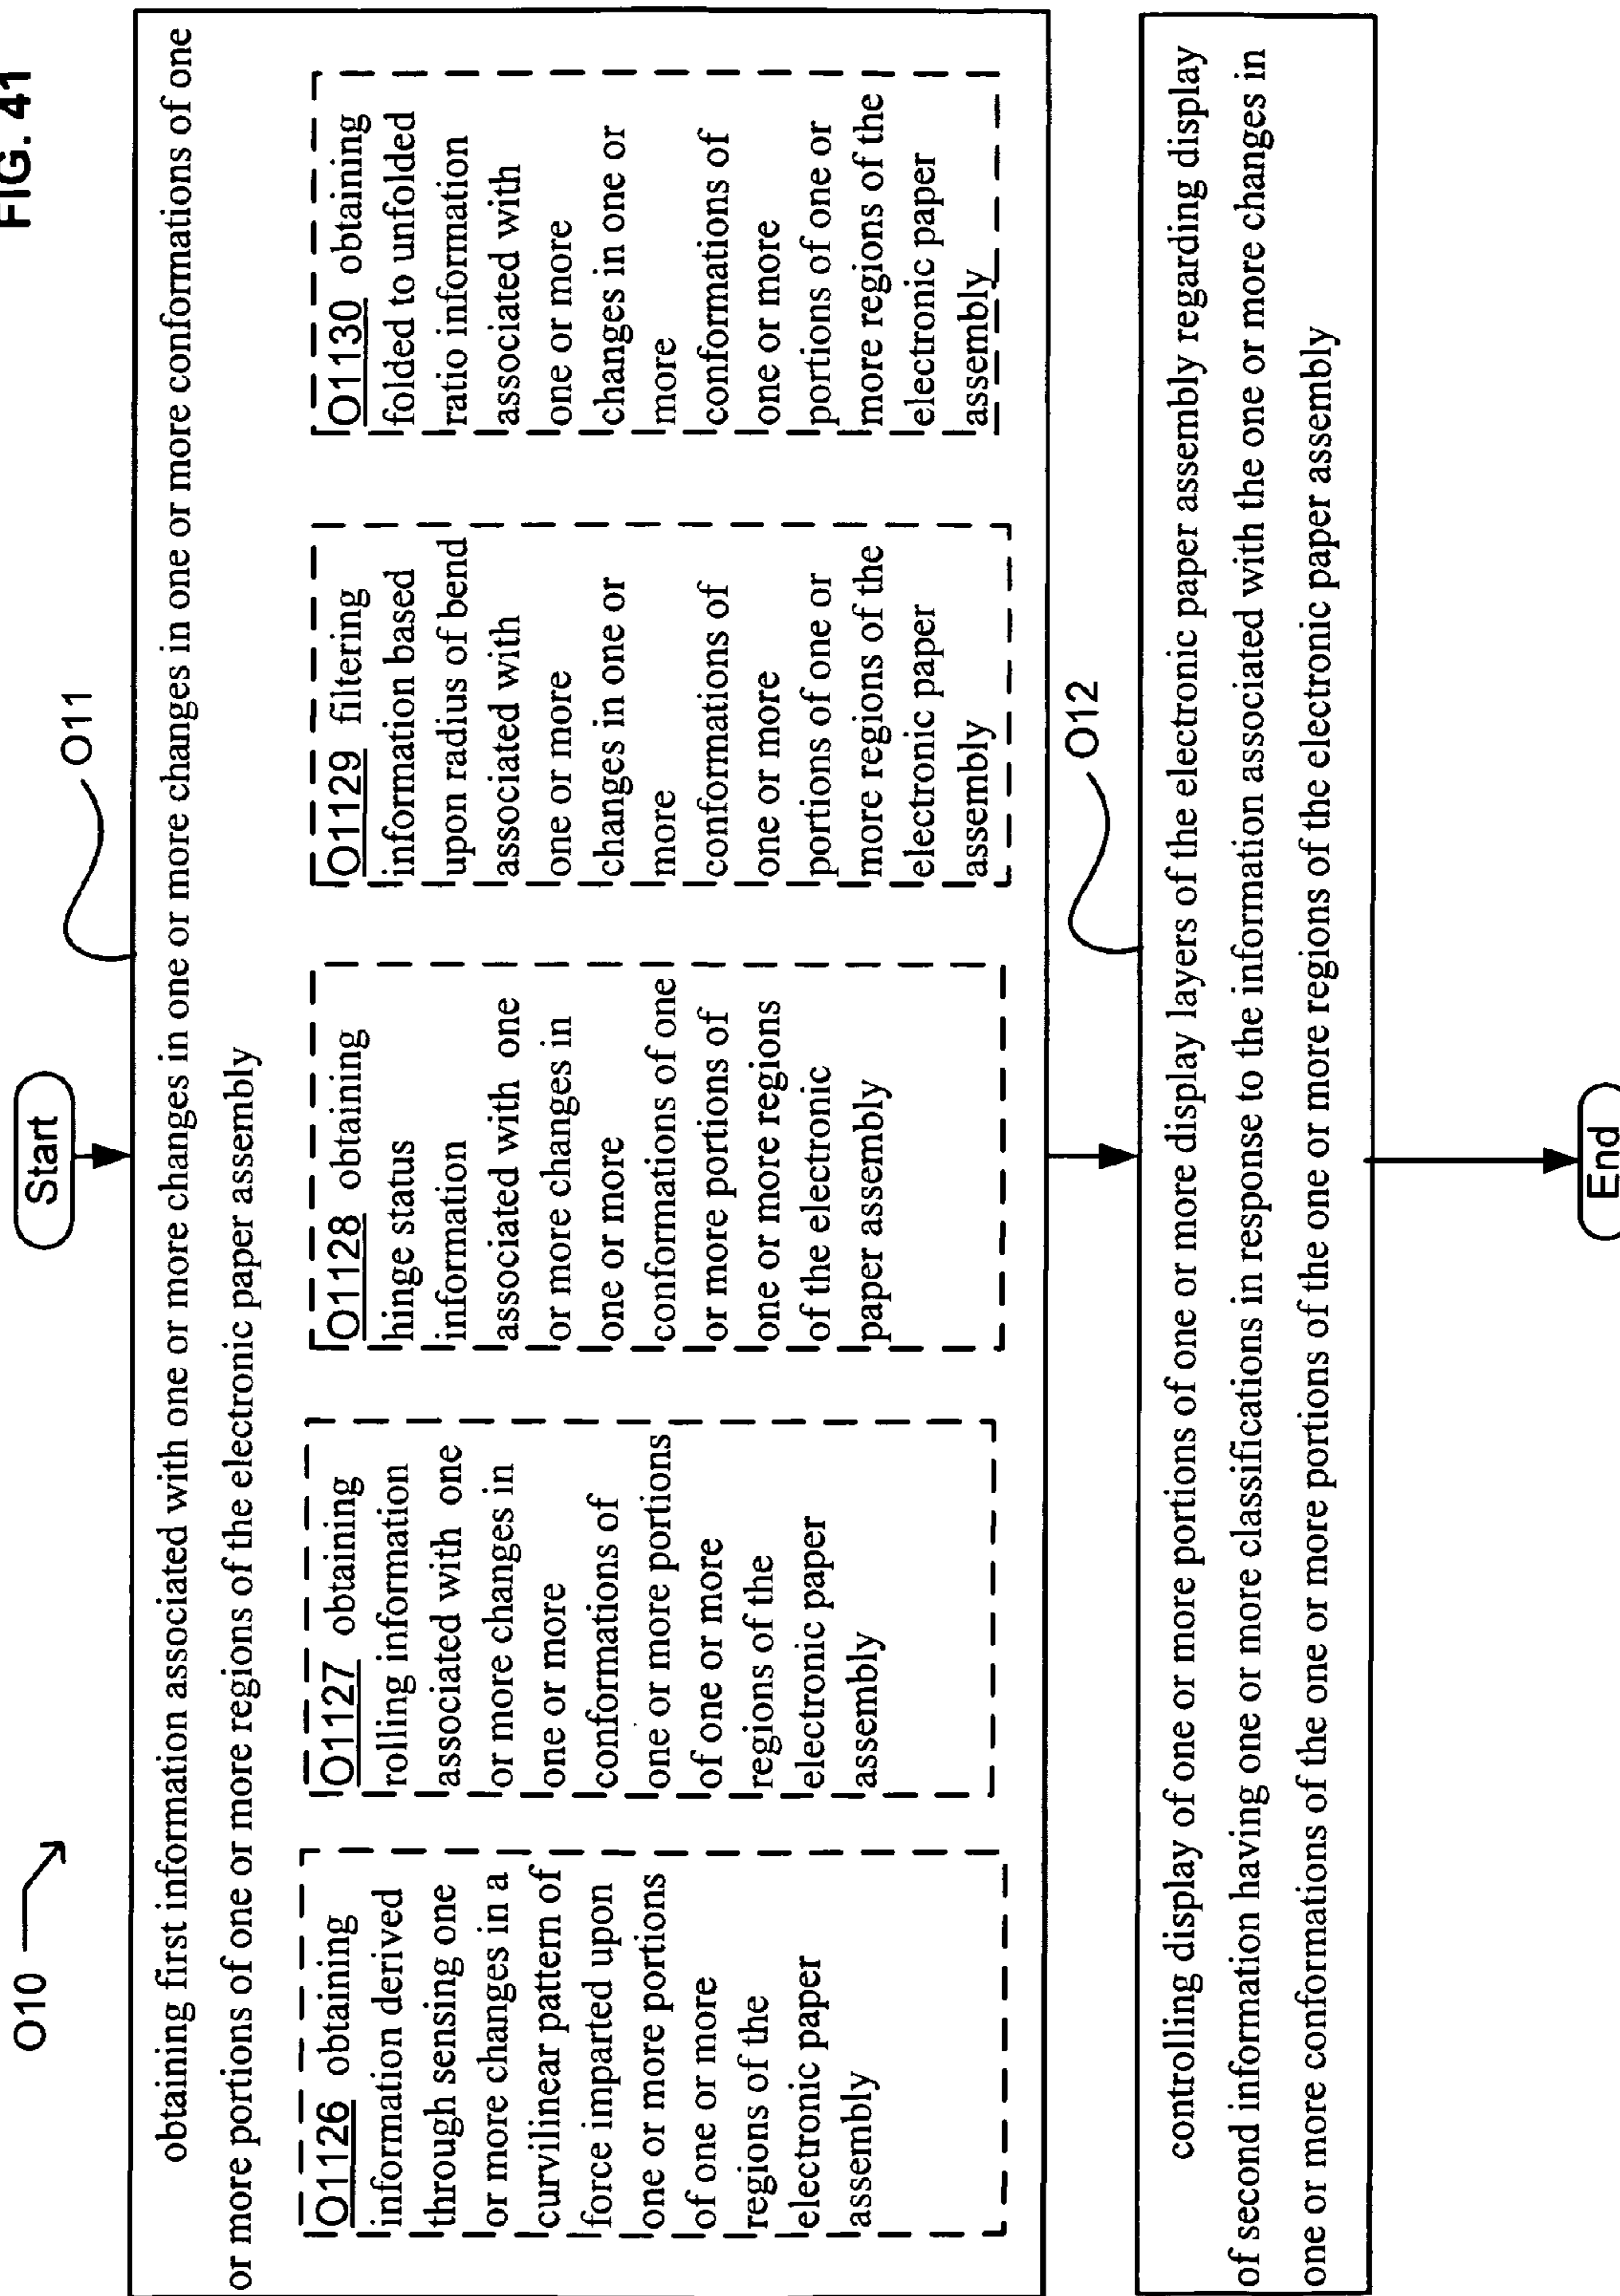 FIG. 41
O10
Start
O11
obtaining first information associated with one or more changes in one or more changes in one or more conformations of one
or more portions of one or more regions of the electronic paper assembly
O1126 obtaining
information derived
through sensing one
or more changes in a
curvilinear pattern of
force imparted upon
one or more portions
of one or more
regions of the
electronic paper
assembly
O1127 obtaining
rolling information
associated with one
or more changes in
one or more
conformations of
one or more portions
of one or more
regions of the
electronic paper
assembly
O1128 obtaining
hinge status
information
associated with one
or more changes in
one or more
conformations of one
or more portions of
one or more regions
of the electronic
paper assembly
O1129 filtering
information based
upon radius of bend
associated with
one or more
changes in one or
more
conformations of
one or more
portions of one or
more regions of the
electronic paper
assembly
O1130 obtaining
folded to unfolded
ratio information
associated with
one or more
changes in one or
more
conformations of
one or more
portions of one or
more regions of the
electronic paper
assembly
O12
controlling display of one or more portions of one or more display layers of the electronic paper assembly regarding display
of second information having one or more classifications in response to the information associated with the one or more changes in
one or more conformations of the one or more portions of the one or more regions of the electronic paper assembly
End